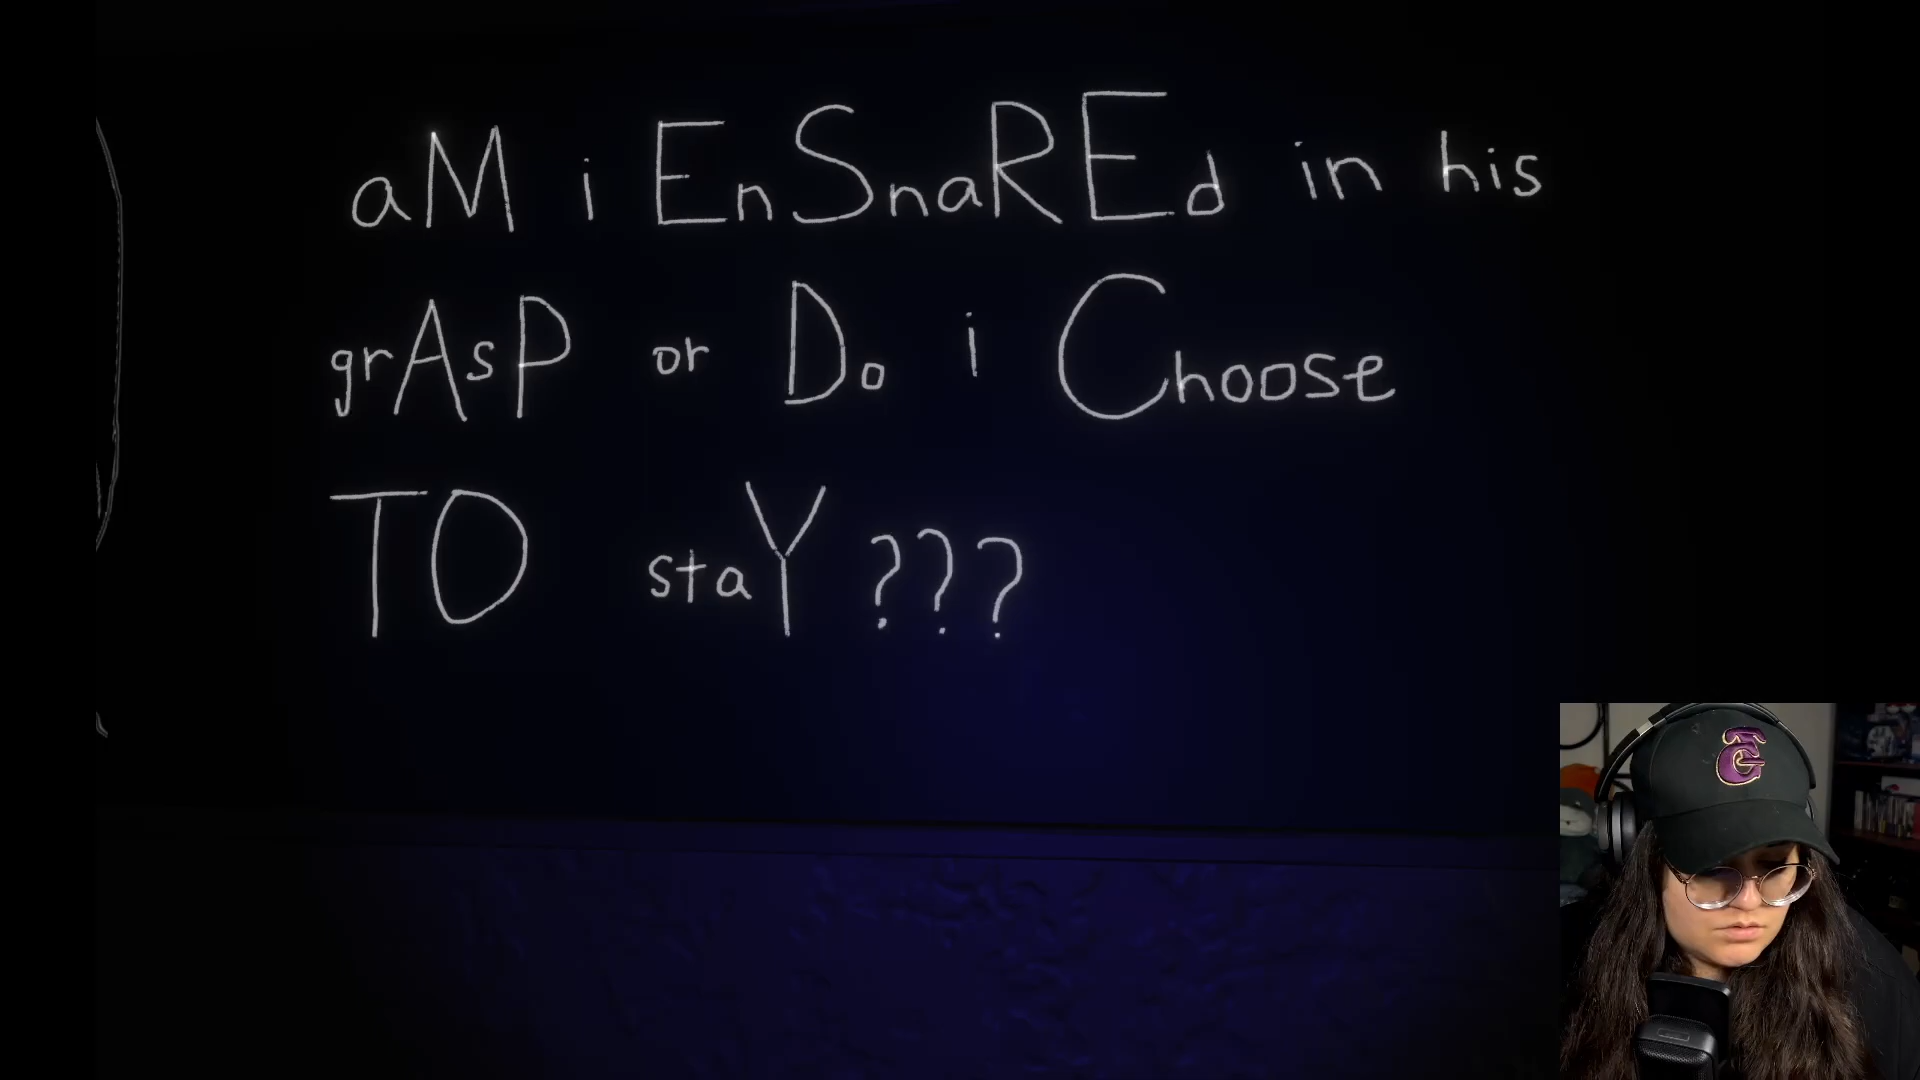 aM i EnSnaREd in his
grAsP or Do i Choose
TO staY ???